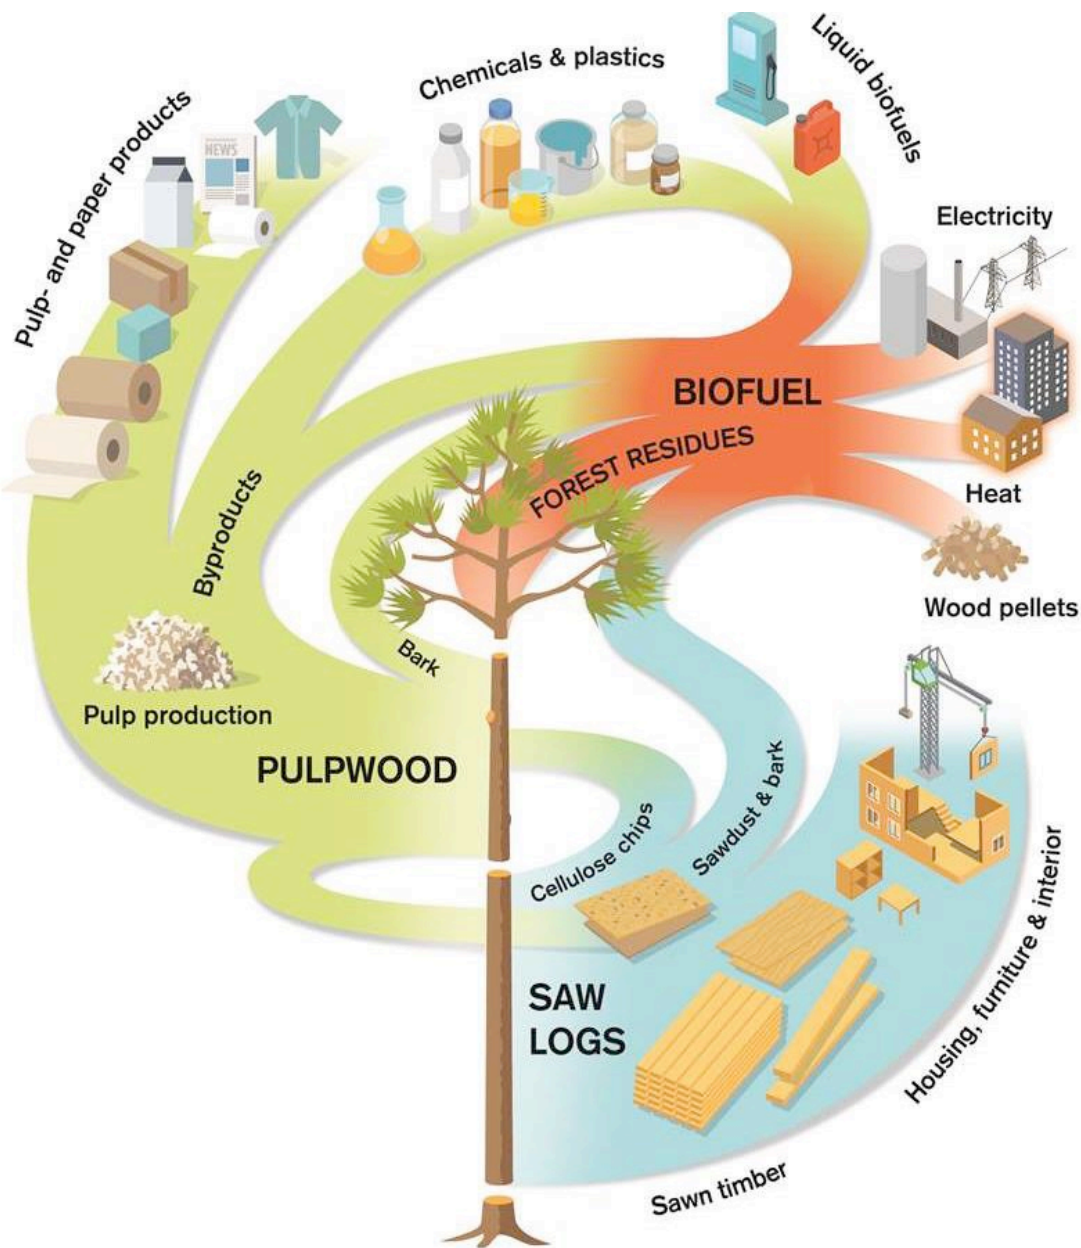 Chemicals & plastics
Liquid biofuels
Pulp- and paper products
NEWS
Electricity
BIOFUEL
FOREST RESIDUES
Heat
Byproducts
Wood pellets
Bark
Pulp production
PULPWOOD
Sawdust & bark
Cellulose chips
Housing, furniture & interior
SAW
LOGS
Sawn timber